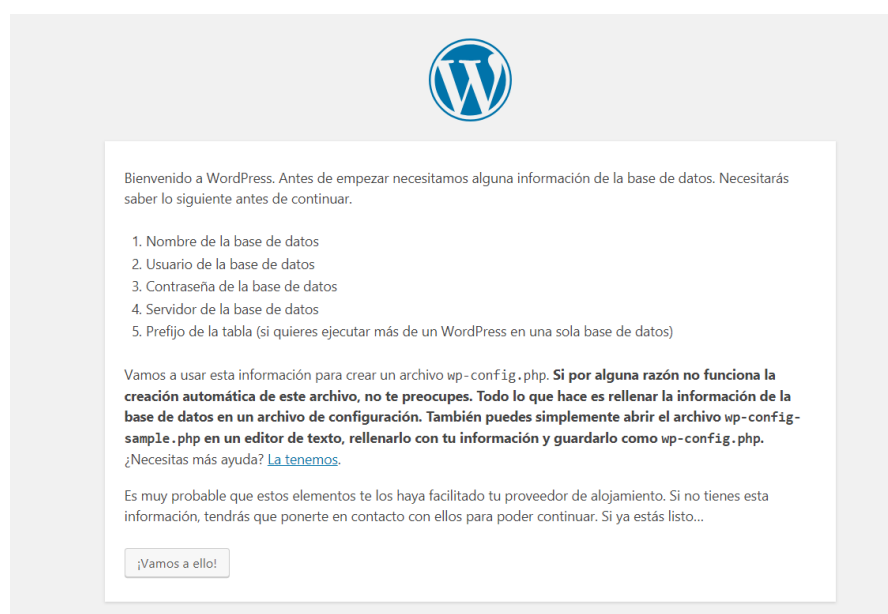 Bienvenido a WordPress. Antes de empezar necesitamos alguna información de la base de datos. Necesitarás
saber lo siguiente antes de continuar.
1. Nombre de la base de datos
2. Usuario de la base de datos
3. Contraseña de la base de datos
4. Servidor de la base de datos
5. Prefijo de la tabla (si quieres ejecutar más de un WordPress en una sola base de datos)
Vamos a usar esta información para crear un archivo wp-config.php. Si por alguna razón no funciona la
creación automática de este archivo, no te preocupes. Todo lo que hace es rellenar la información de la
base de datos en un archivo de configuración. También puedes simplemente abrir el archivo wp-config-
sample.php en un editor de texto, rellenarlo con tu información y guardarlo como wp-config.php.
¿Necesitas más ayuda? La tenemos.
Es muy probable que estos elementos te los haya facilitado tu proveedor de alojamiento. Si no tienes esta
información, tendrás que ponerte en contacto con ellos para poder continuar. Si ya estás listo…
¡Vamos a ello!